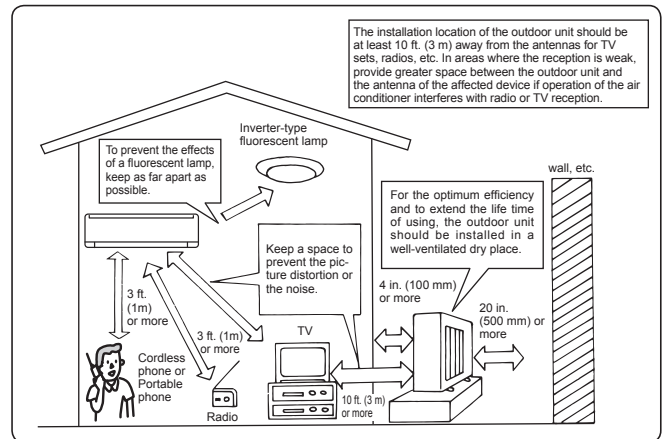 The installation location of the outdoor unit should be
at least 10 ft. (3 m) away from the antennas for TV
sets, radios, etc. In areas where the reception is weak,
provide greater space between the outdoor unit and
the antenna of the affected device if operation of the air
conditioner interferes with radio or TV reception.
Inverter-type
fluorescent lamp
To prevent the effects
of a fluorescent lamp,
keep as far apart as
possible.
wall, etc.
For the optimum efficiency
and to extend the life time
of using, the outdoor unit
should be installed in a
well-ventilated dry place.
Keep a space to
prevent the pic-
ture distortion or
the noise.
4 in. (100 mm)
or more
20 in.
(500 mm) or
more
3 ft.
(1m)
or more
3 ft. (1m)
or more
TV
Cordless
phone or
Portable
phone
Radio
10 ft. (3 m)
or more